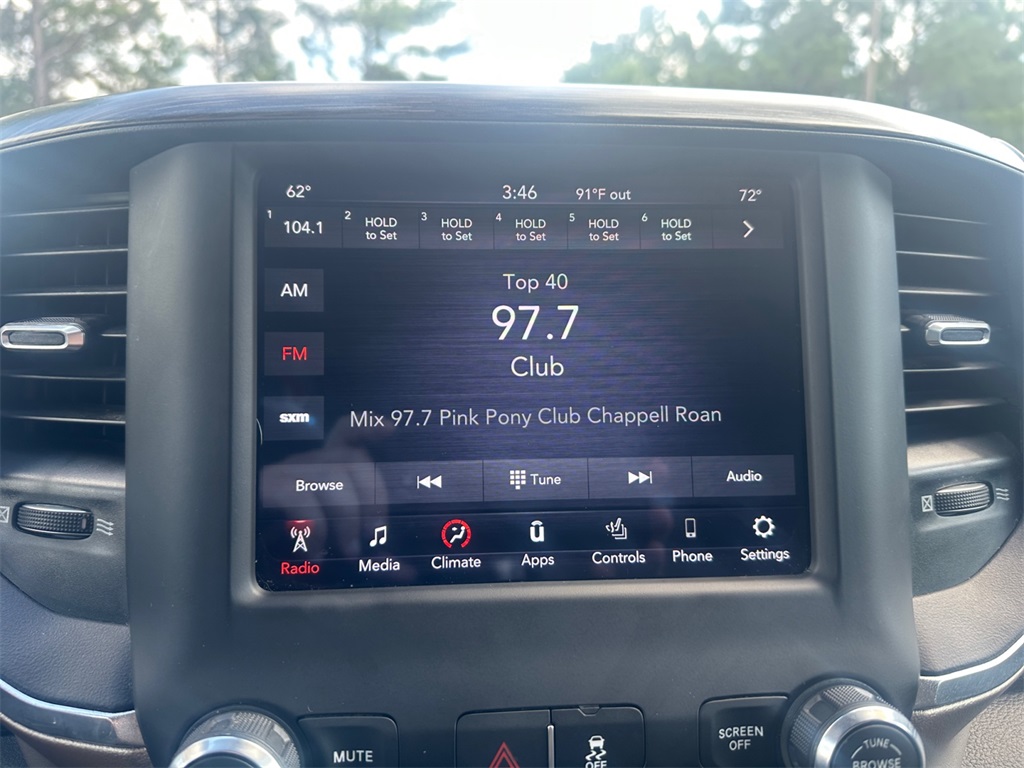 62° 3:46 91°F out 72°
1 104.1 2 HOLD to Set 3 HOLD to Set 4 HOLD to Set 5 HOLD to Set 6 HOLD to Set
AM
Top 40
97.7
FM
Club
sxm
Mix 97.7 Pink Pony Club Chappell Roan
Browse Tune Audio
Radio Media Climate Apps Controls Phone Settings
MUTE
OFF
SCREEN
OFF
TUNE
BROWSE